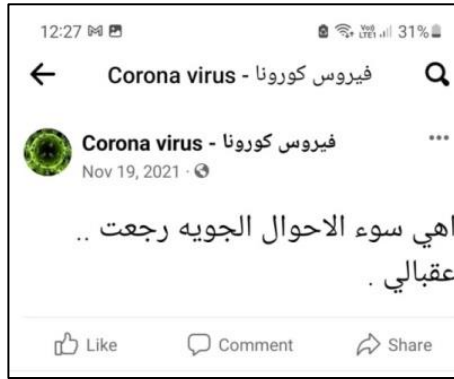 12:27 31%
Corona virus - فيروس كورونا
Corona virus - فيروس كورونا
Nov 19, 2021 ·
اهي سوء الاحوال الجويه رجعت ..
عقبالي .
Like Comment Share